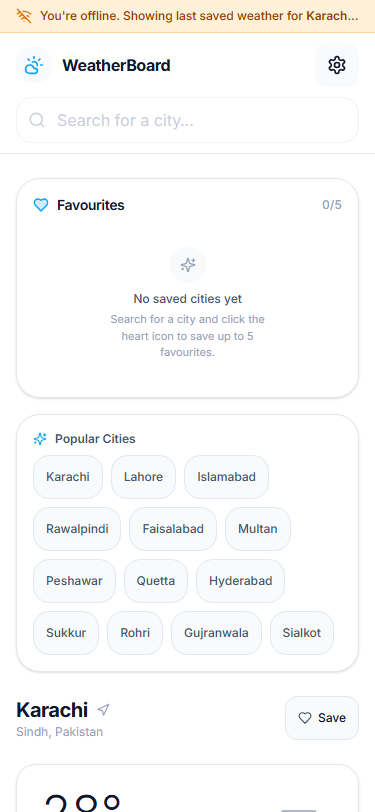 You're offline. Showing last saved weather for Karach...
WeatherBoard
Search for a city...
Favourites 0/5
No saved cities yet
Search for a city and click the
heart icon to save up to 5
favourites.
Popular Cities
Karachi Lahore Islamabad
Rawalpindi Faisalabad Multan
Peshawar Quetta Hyderabad
Sukkur Rohri Gujranwala Sialkot
Karachi Save
Sindh, Pakistan
28°